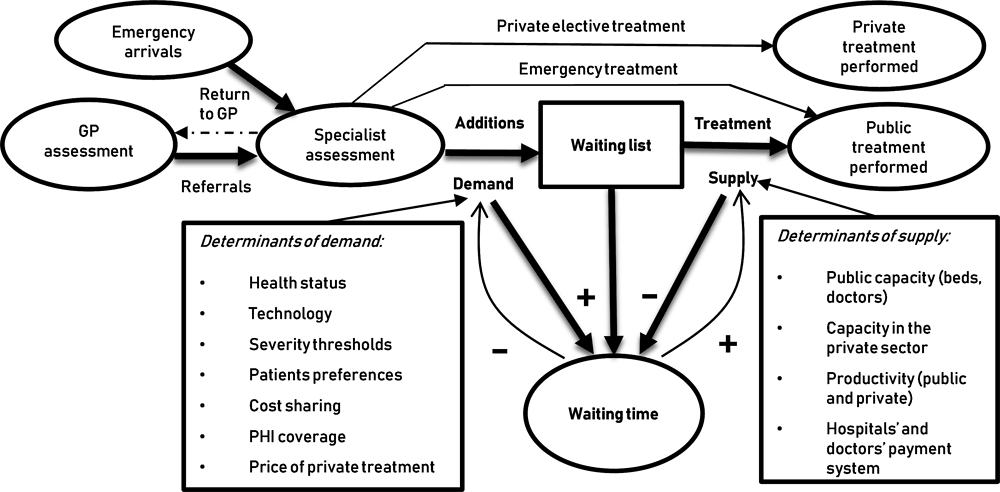 Emergency
arrivals
Private elective treatment
Private
treatment
performed
Emergency treatment
Return
to GP
GP
assessment
Referrals
Specialist
assessment
Additions
Waiting list
Treatment
Public
treatment
performed
Demand
Supply
Determinants of demand:
• Health status
• Technology
• Severity thresholds
• Patients preferences
• Cost sharing
• PHI coverage
• Price of private treatment
+
−
−
+
Waiting time
Determinants of supply:
• Public capacity (beds,
doctors)
• Capacity in the
private sector
• Productivity (public
and private)
• Hospitals’ and
doctors’ payment
system